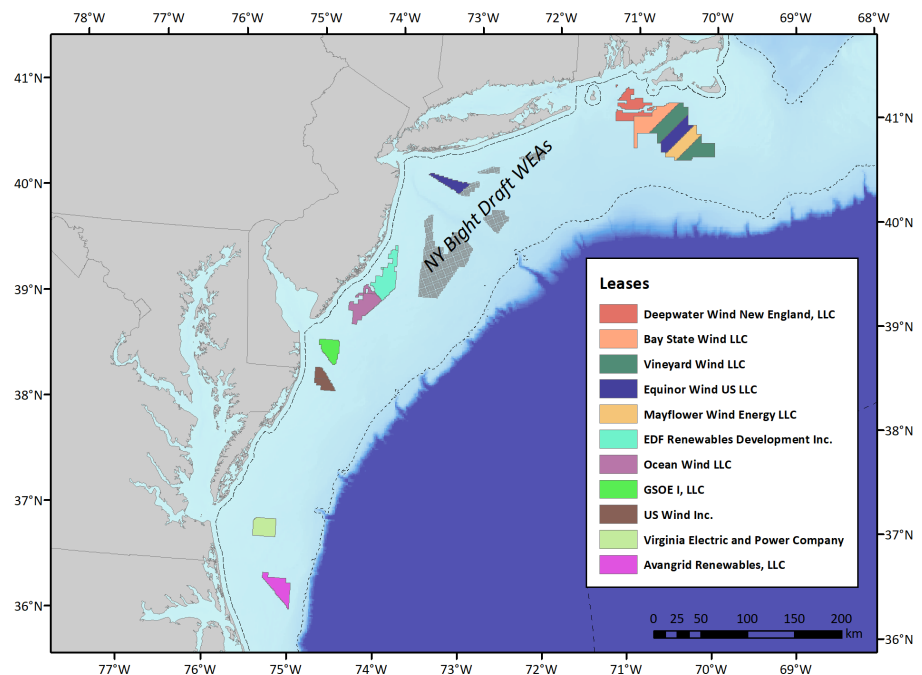 78°W 77°W 76°W 75°W 74°W 73°W 72°W 71°W 70°W 69°W 68°W
41°N
41°N
40°N
40°N
39°N
39°N
38°N
38°N
37°N
37°N
36°N
36°N
NY Bight Draft WEAs
Leases
Deepwater Wind New England, LLC
Bay State Wind LLC
Vineyard Wind LLC
Equinor Wind US LLC
Mayflower Wind Energy LLC
EDF Renewables Development Inc.
Ocean Wind LLC
GSOE I, LLC
US Wind Inc.
Virginia Electric and Power Company
Avangrid Renewables, LLC
0 25 50 100 150 200
km
77°W 76°W 75°W 74°W 73°W 72°W 71°W 70°W 69°W